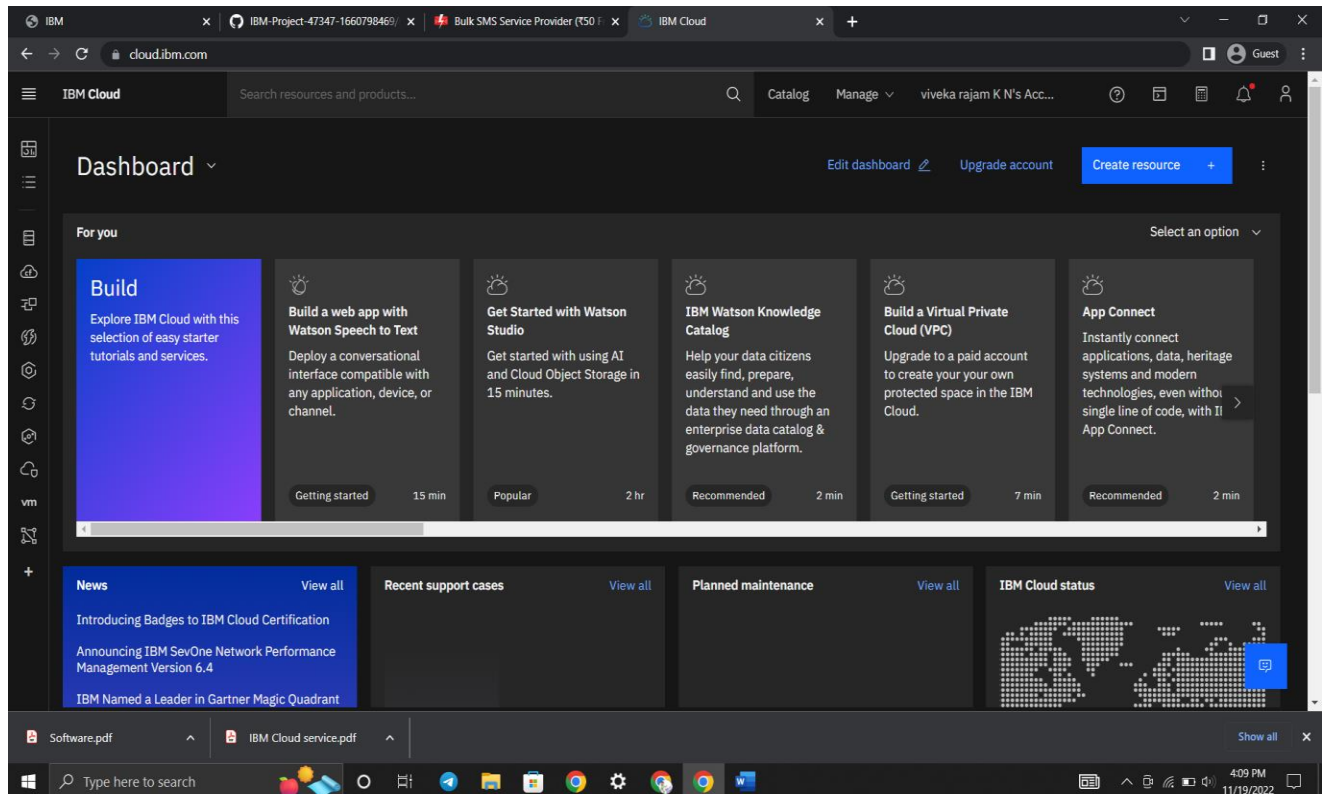 IBM
IBM-Project-47347-1660798469/
Bulk SMS Service Provider (₹50 F
IBM Cloud
cloud.ibm.com
Guest
IBM Cloud
Search resources and products...
Catalog
Manage
viveka rajam K N's Acc...
Dashboard
Edit dashboard
Upgrade account
Create resource +
For you
Select an option
Build
Explore IBM Cloud with this
selection of easy starter
tutorials and services.
Build a web app with
Watson Speech to Text
Deploy a conversational
interface compatible with
any application, device, or
channel.
Getting started
15 min
Get Started with Watson
Studio
Get started with using AI
and Cloud Object Storage in
15 minutes.
Popular
2 hr
IBM Watson Knowledge
Catalog
Help your data citizens
easily find, prepare,
understand and use the
data they need through an
enterprise data catalog &
governance platform.
Recommended
2 min
Build a Virtual Private
Cloud (VPC)
Upgrade to a paid account
to create your your own
protected space in the IBM
Cloud.
Getting started
7 min
App Connect
Instantly connect
applications, data, heritage
systems and modern
technologies, even withou
single line of code, with
App Connect.
Recommended
2 min
vm
News
View all
Introducing Badges to IBM Cloud Certification
Announcing IBM SevOne Network Performance
Management Version 6.4
IBM Named a Leader in Gartner Magic Quadrant
Recent support cases
View all
Planned maintenance
View all
IBM Cloud status
View all
Software.pdf
IBM Cloud service.pdf
Show all
Type here to search
4:09 PM
11/19/2022